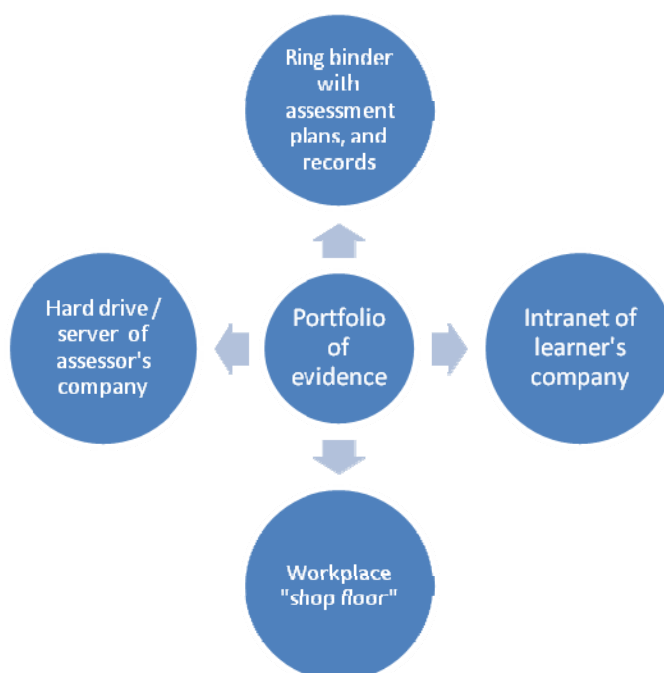 Ring binder
with
assessment
plans, and
records
Hard drive /
server of
assessor's
company
Portfolio
of
evidence
Intranet of
learner's
company
Workplace
"shop floor"